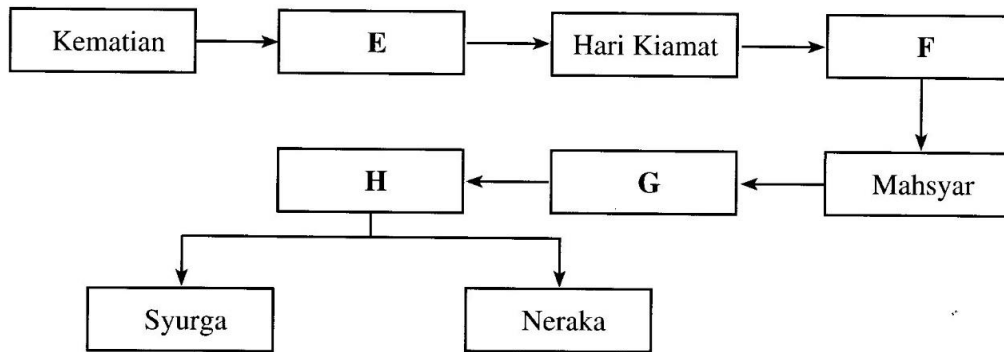 Kematian
E
Hari Kiamat
F
H
G
Mahsyar
Syurga
Neraka